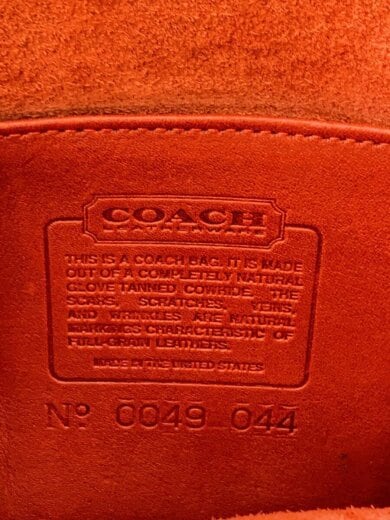 COACH
LEATHERWARE
THIS IS A COACH BAG. IT IS MADE
OUT OF A COMPLETELY NATURAL
GLOVE TANNED COWHIDE. THE
SCARS, SCRATCHES, VEINS,
AND WRINKLES ARE NATURAL
MARKINGS CHARACTERISTIC OF
FULL-GRAIN LEATHERS.
MADE IN THE UNITED STATES
Nº 0049 044